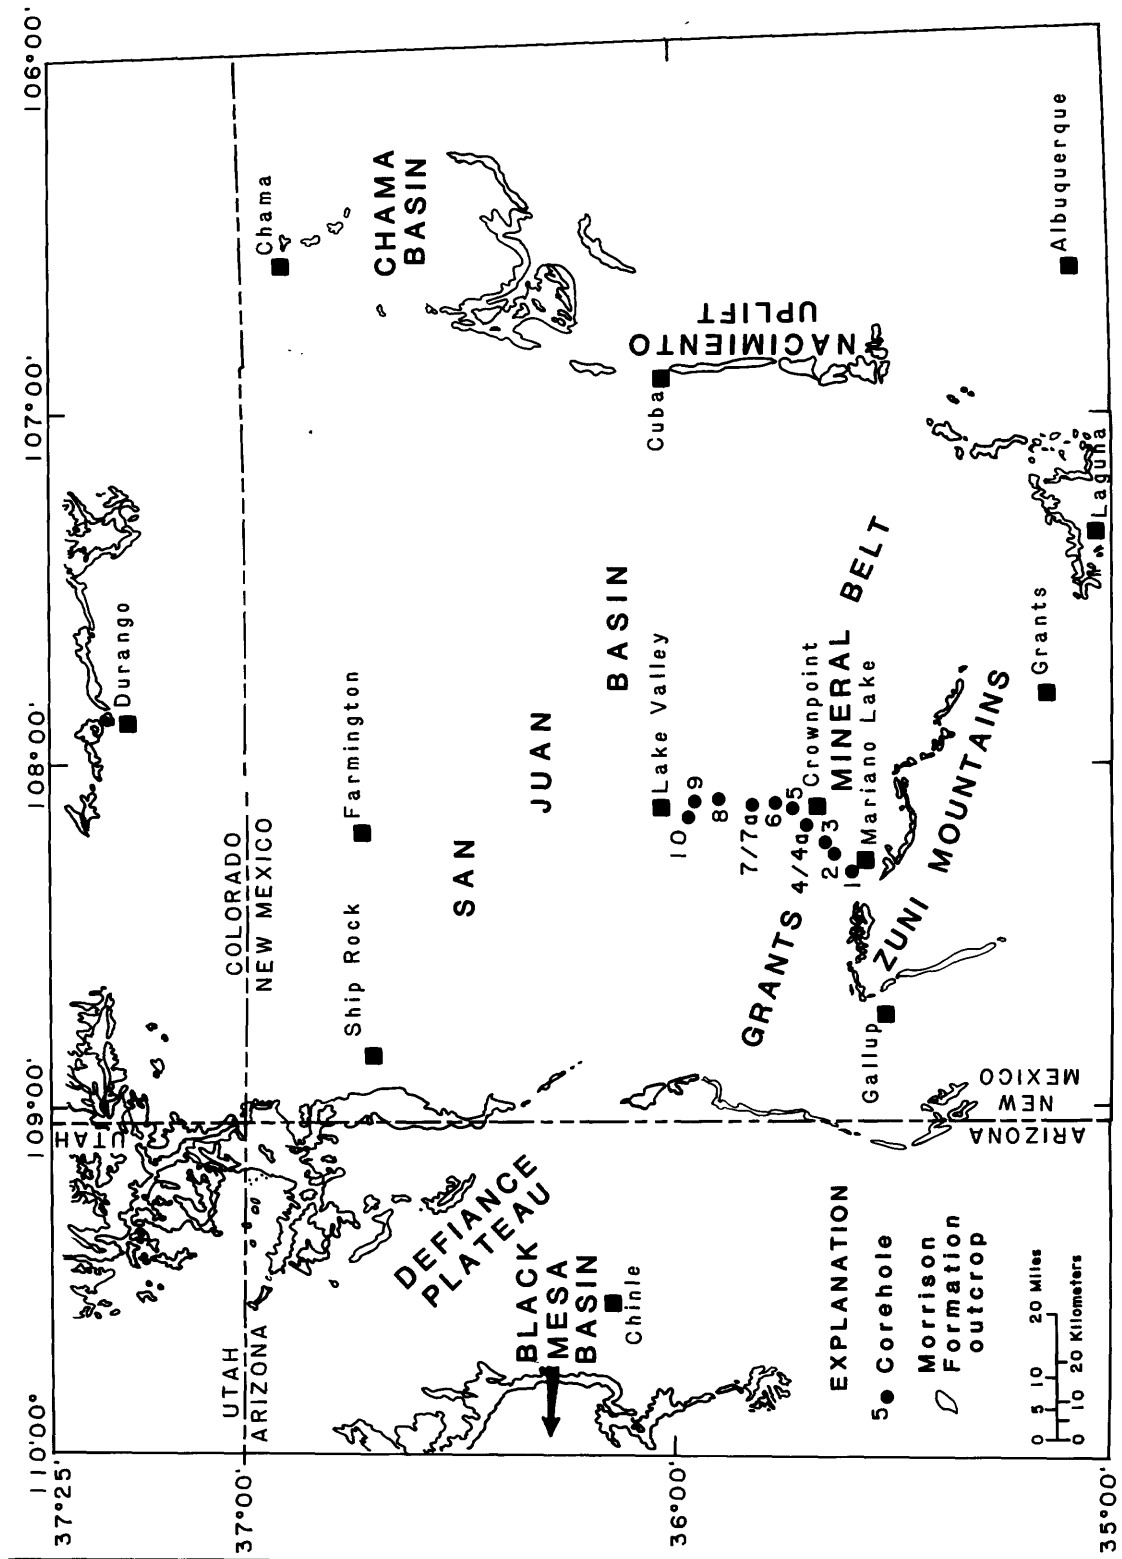 110°00"
109°00'
108°00'
107°00'
106°00'
37°25'
37°00'
36°00'
35°00'
UTAH
UTAH
ARIZONA
COLORADO
NEW MEXICO
Durango
Chama
Ship Rock
Farmington
CHAMA
BASIN
DEFIANCE
PLATEAU
SAN
JUAN
BASIN
BLACK
MESA
BASIN
Chinle
Lake Valley
Cuba
NACIMIENTO
UPLIFT
10
9
8
7/7a
6
5
4/4a
3
2
1
Crownpoint
GRANTS
MINERAL
BELT
Mariano Lake
Gallup
ZUNI MOUNTAINS
Grants
Laguna
Albuquerque
ARIZONA
NEW
MEXICO
EXPLANATION
5 Corehole
Morrison
Formation
outcrop
0 5 10 20 Miles
0 10 20 Kilometers